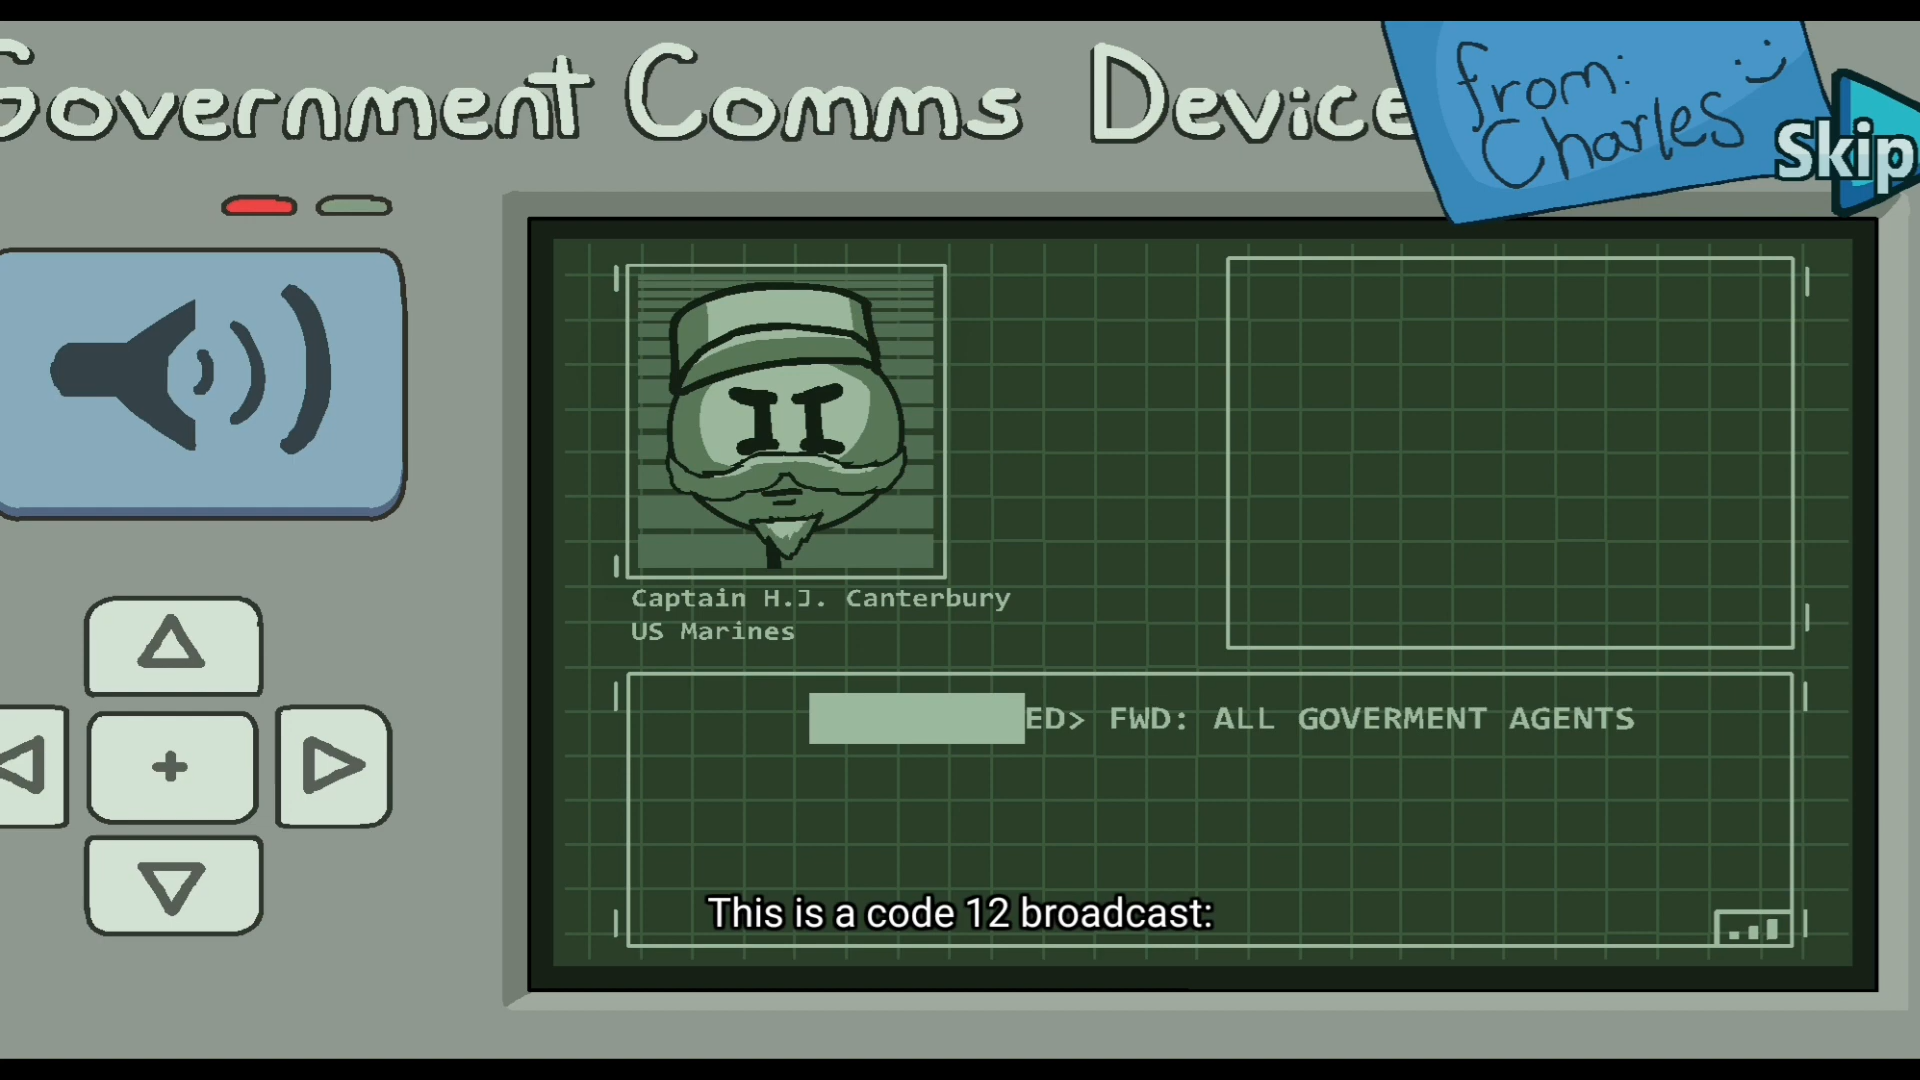 Government Comms Device
from:
Charles
Skip
Captain H.J. Canterbury
US Marines
ED> FWD: ALL GOVERMENT AGENTS
This is a code 12 broadcast: